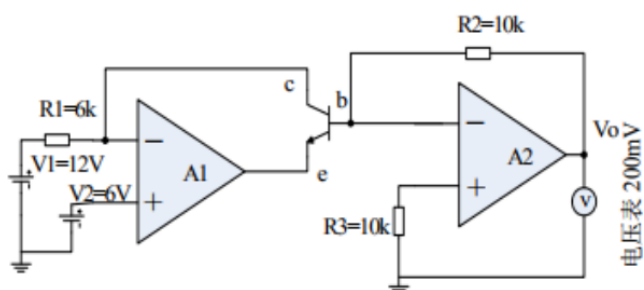 R2=10k
c
R1=6k
b
Vo
V1=12V
A1
A2
V2=6V
e
R3=10k
v
电压表 200mV